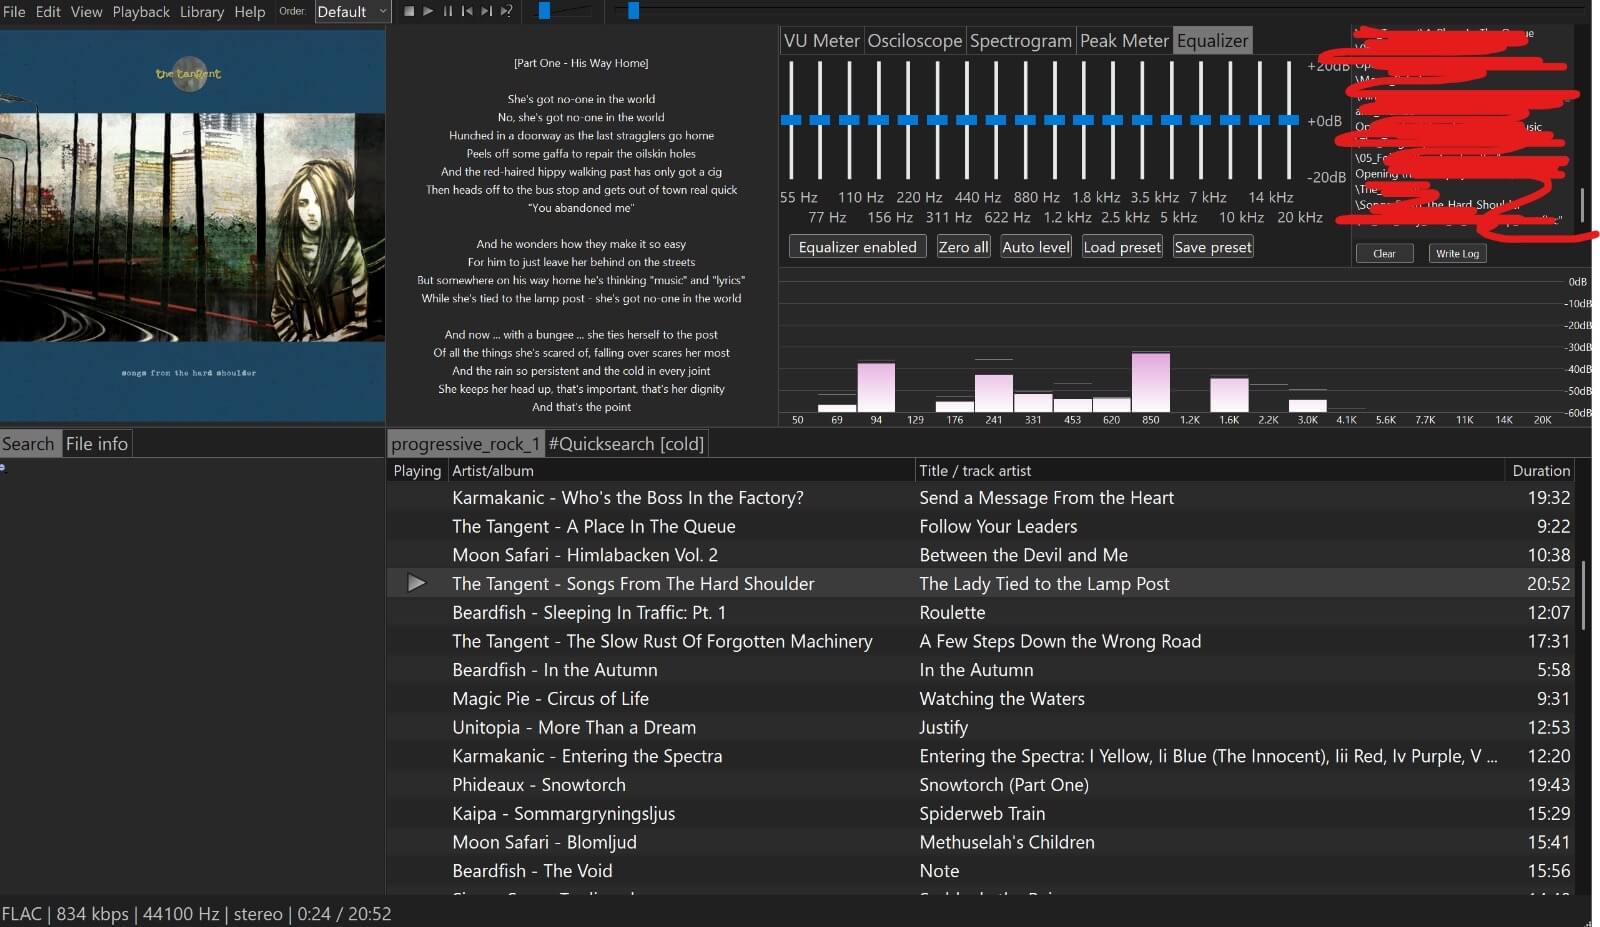 File Edit View Playback Library Help Order: Default
the tangent
songs from the hard shoulder
[Part One - His Way Home]
She's got no-one in the world
No, she's got no-one in the world
Hunched in a doorway as the last stragglers go home
Peels off some gaffa to repair the oilskin holes
And the red-haired hippy walking past has only got a cig
Then heads off to the bus stop and gets out of town real quick
"You abandoned me"
And he wonders how they make it so easy
For him to just leave her behind on the streets
But somewhere on his way home he's thinking "music" and "lyrics"
While she's tied to the lamp post - she's got no-one in the world
And now ... with a bungee ... she ties herself to the post
Of all the things she's scared of, falling over scares her most
And the rain so persistent and the cold in every joint
She keeps her head up, that's important, that's her dignity
And that's the point
VU Meter Osciloscope Spectrogram Peak Meter Equalizer
+20dB
+0dB
-20dB
55 Hz 110 Hz 220 Hz 440 Hz 880 Hz 1.8 kHz 3.5 kHz 7 kHz 14 kHz
77 Hz 156 Hz 311 Hz 622 Hz 1.2 kHz 2.5 kHz 5 kHz 10 kHz 20 kHz
Equalizer enabled Zero all Auto level Load preset Save preset
Opening
Hard Shoulder
Clear Write Log
0dB
-10dB
-20dB
-30dB
-40dB
-50dB
-60dB
50 69 94 129 176 241 331 453 620 850 1.2K 1.6K 2.2K 3.0K 4.1K 5.6K 7.7K 11K 14K 20K
Search File info
progressive_rock_1 #Quicksearch [cold]
Playing Artist/album Title / track artist Duration
Karmakanic - Who's the Boss In the Factory? Send a Message From the Heart 19:32
The Tangent - A Place In The Queue Follow Your Leaders 9:22
Moon Safari - Himlabacken Vol. 2 Between the Devil and Me 10:38
The Tangent - Songs From The Hard Shoulder The Lady Tied to the Lamp Post 20:52
Beardfish - Sleeping In Traffic: Pt. 1 Roulette 12:07
The Tangent - The Slow Rust Of Forgotten Machinery A Few Steps Down the Wrong Road 17:31
Beardfish - In the Autumn In the Autumn 5:58
Magic Pie - Circus of Life Watching the Waters 9:31
Unitopia - More Than a Dream Justify 12:53
Karmakanic - Entering the Spectra Entering the Spectra: I Yellow, Ii Blue (The Innocent), Iii Red, Iv Purple, V ... 12:20
Phideaux - Snowtorch Snowtorch (Part One) 19:43
Kaipa - Sommargryningsljus Spiderweb Train 15:29
Moon Safari - Blomljud Methuselah's Children 15:41
Beardfish - The Void Note 15:56
FLAC | 834 kbps | 44100 Hz | stereo | 0:24 / 20:52